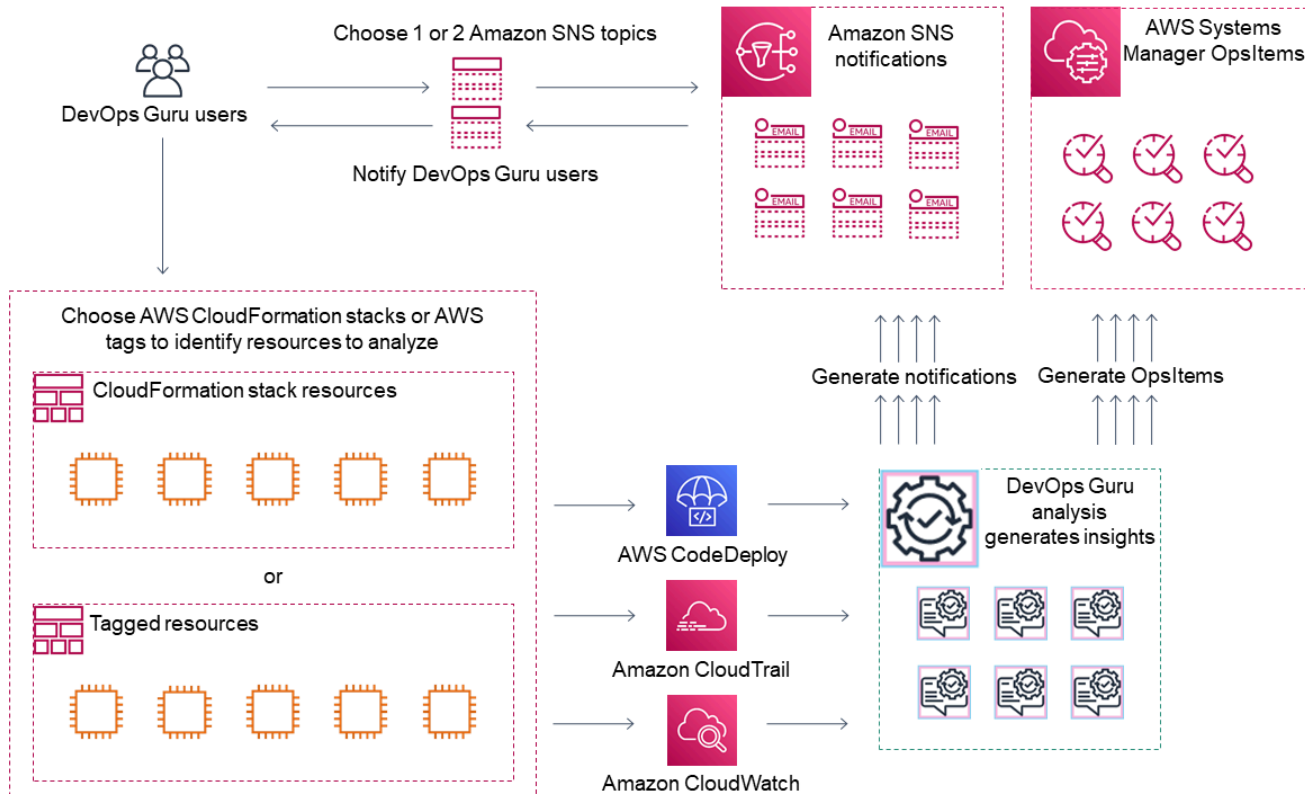 Choose 1 or 2 Amazon SNS topics
DevOps Guru users
Notify DevOps Guru users
Amazon SNS
notifications
EMAIL
EMAIL
EMAIL
EMAIL
EMAIL
EMAIL
AWS Systems
Manager OpsItems
Choose AWS CloudFormation stacks or AWS
tags to identify resources to analyze
CloudFormation stack resources
or
Tagged resources
Generate notifications
Generate OpsItems
</>
AWS CodeDeploy
Amazon CloudTrail
Amazon CloudWatch
DevOps Guru
analysis
generates insights